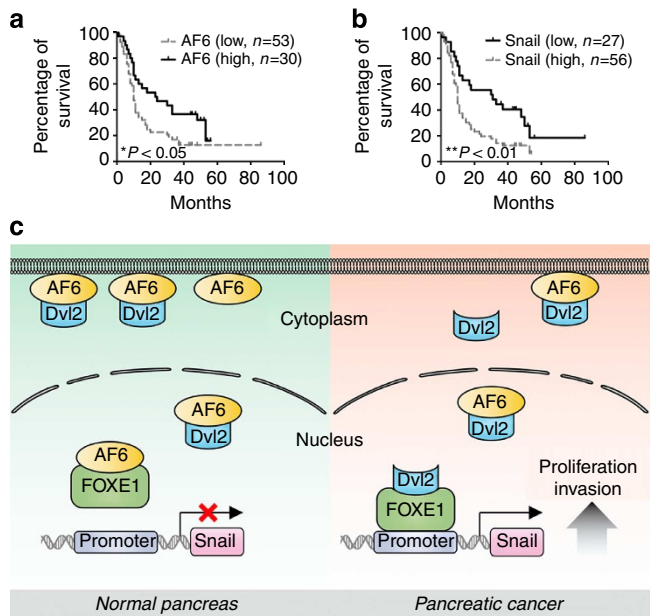 a
Percentage of
survival
100
80
60
40
20
0
AF6 (low, n=53)
AF6 (high, n=30)
*P < 0.05
0 20 40 60 80 100
Months
b
Percentage of
survival
100
80
60
40
20
0
Snail (low, n=27)
Snail (high, n=56)
**P < 0.01
0 20 40 60 80 100
Months
c
AF6
Dvl2
AF6
Dvl2
AF6
Cytoplasm
Dvl2
AF6
Dvl2
AF6
Dvl2
Nucleus
AF6
Dvl2
AF6
FOXE1
Promoter
Snail
Dvl2
FOXE1
Promoter
Snail
Proliferation
invasion
Normal pancreas
Pancreatic cancer